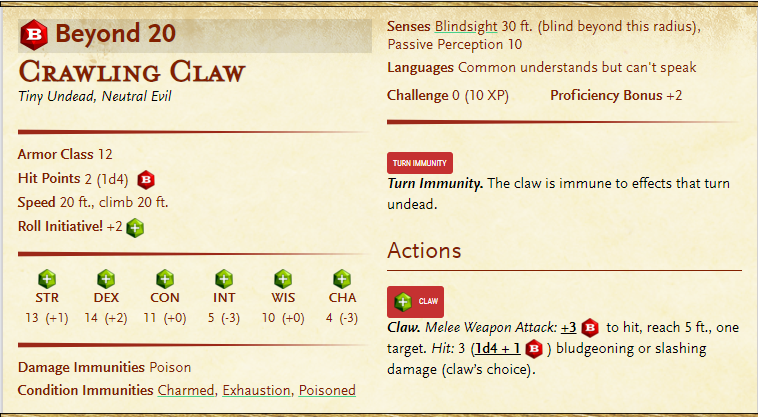 B Beyond 20
Crawling Claw
Tiny Undead, Neutral Evil
Armor Class 12
Hit Points 2 (1d4) B
Speed 20 ft., climb 20 ft.
Roll Initiative! +2
STR DEX CON INT WIS CHA
13 (+1) 14 (+2) 11 (+0) 5 (-3) 10 (+0) 4 (-3)
Damage Immunities Poison
Condition Immunities Charmed, Exhaustion, Poisoned
Senses Blindsight 30 ft. (blind beyond this radius),
Passive Perception 10
Languages Common understands but can't speak
Challenge 0 (10 XP) Proficiency Bonus +2
TURN IMMUNITY
Turn Immunity. The claw is immune to effects that turn
undead.
Actions
CLAW
Claw. Melee Weapon Attack: +3 B to hit, reach 5 ft., one
target. Hit: 3 (1d4 + 1 B ) bludgeoning or slashing
damage (claw's choice).